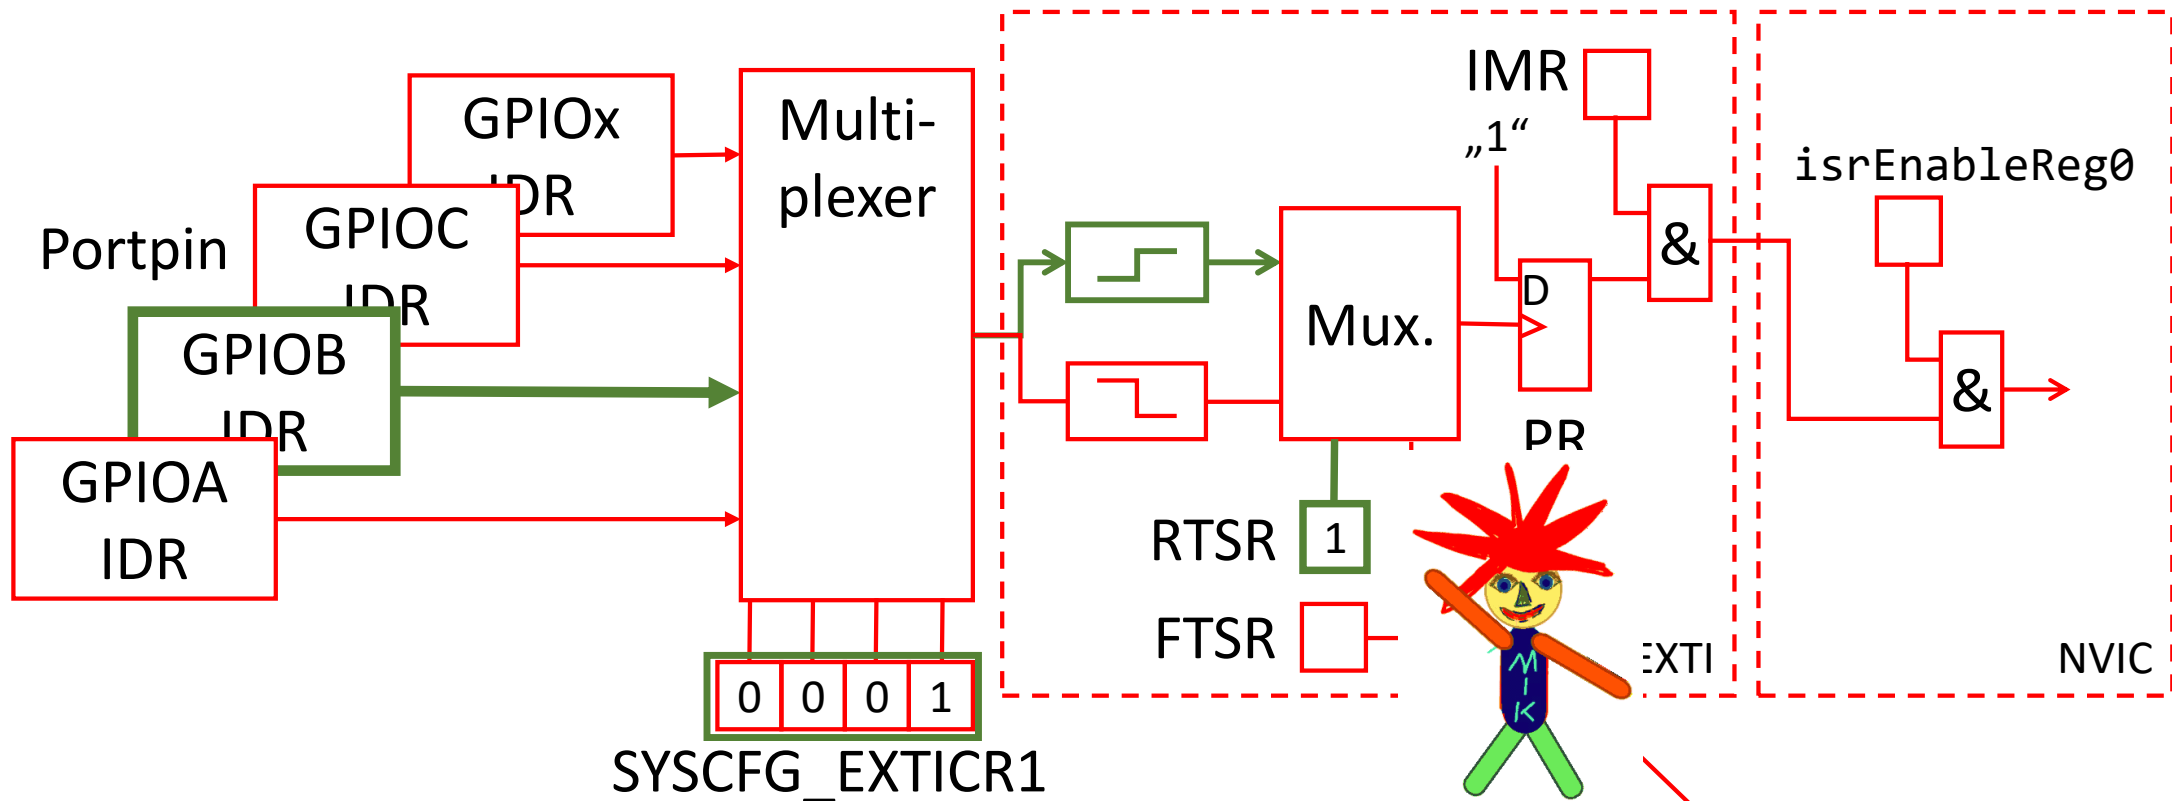 GPIOx
IDR
GPIOC
IDR
Portpin
GPIOB
IDR
GPIOA
IDR
Multi-
plexer
0 0 0 1
SYSCFG_EXTICR1
IMR
„1“
D
&
Mux.
PR
RTSR 1
FTSR
MIK
EXTI
isrEnableReg0
&
NVIC